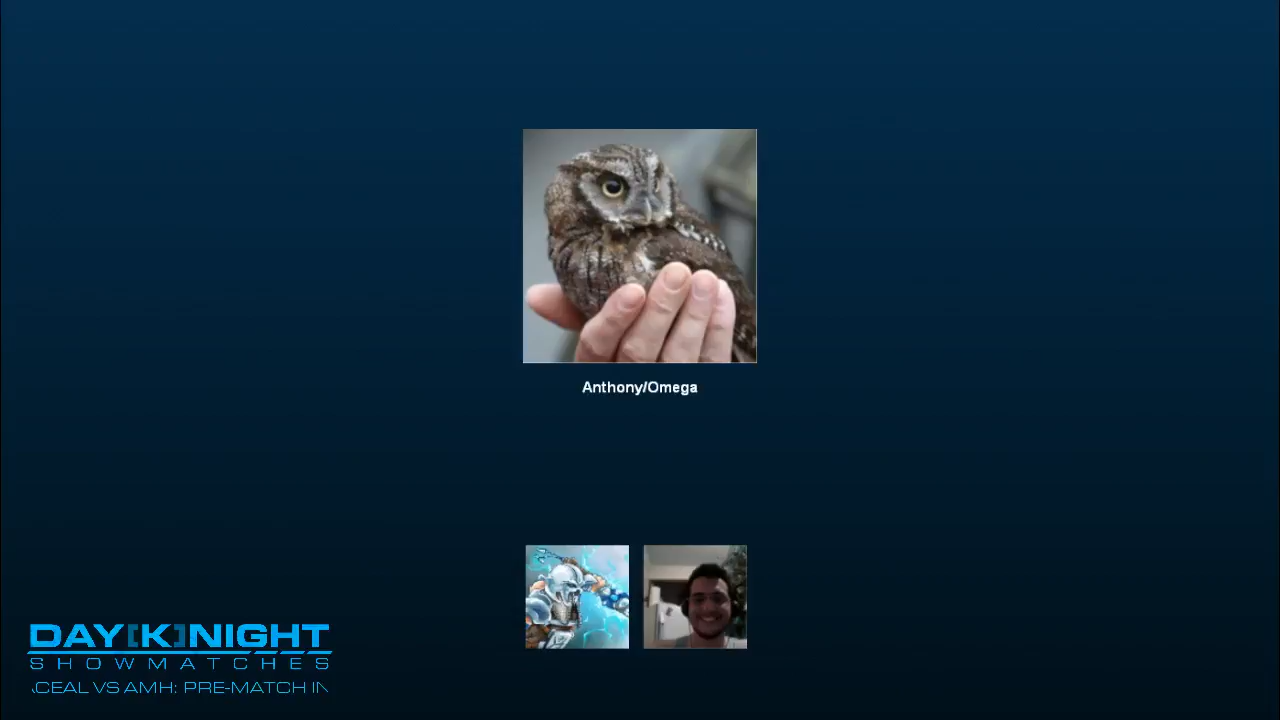 Anthony/Omega
DAY[K]NIGHT
SHOWMATCHES
CEAL VS AMH: PRE-MATCH IN